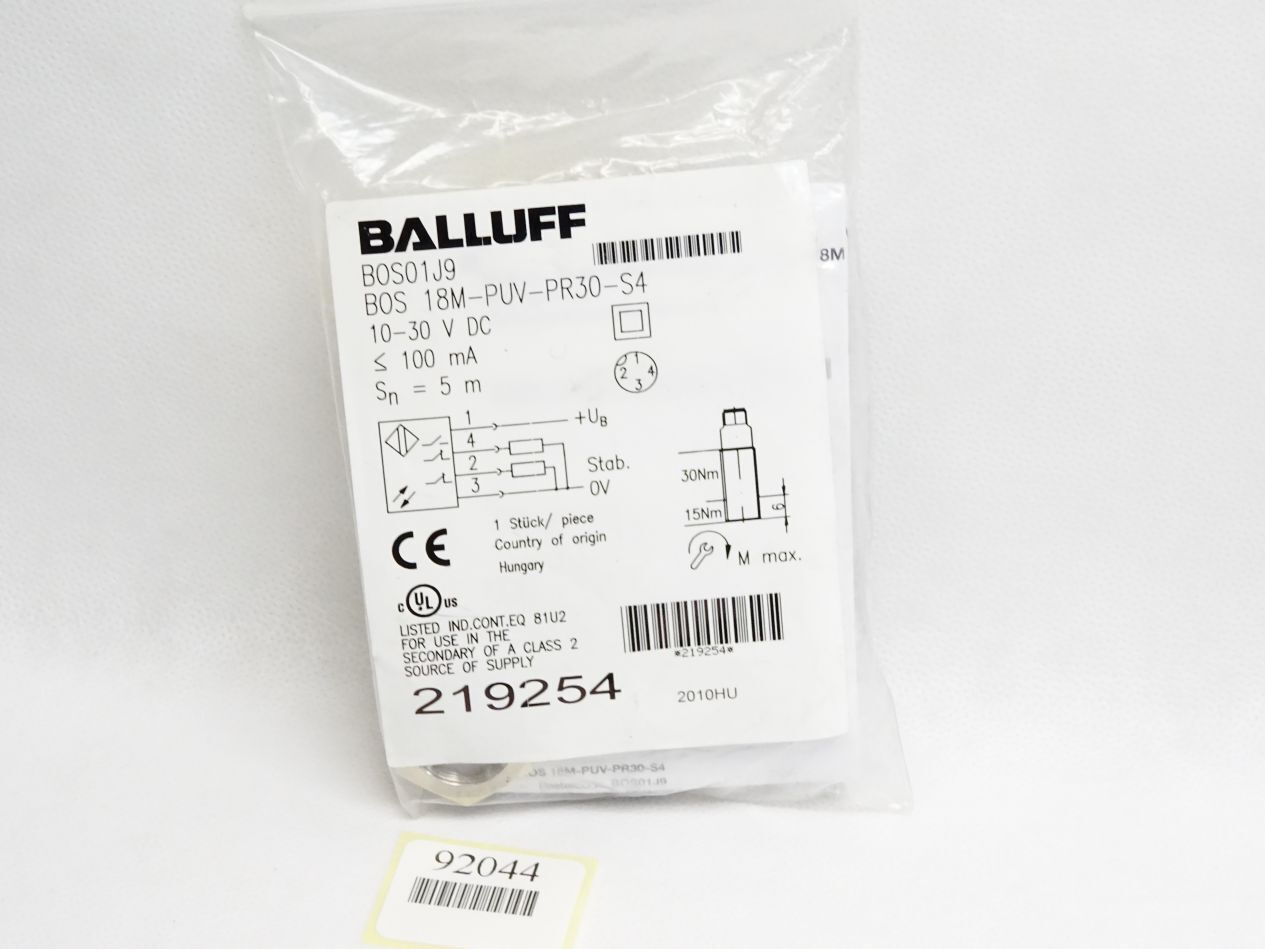 BALLUFF
BOS01J9
BOS 18M-PUV-PR30-S4
10-30 V DC
≤ 100 mA
Sn = 5 m
8M
1
2 4
3
1 +UB
4
2 Stab.
3 0V
30Nm
15Nm
6
M max.
CE
1 Stück/ piece
Country of origin
Hungary
c UL US
LISTED IND.CONT.EQ 81U2
FOR USE IN THE
SECONDARY OF A CLASS 2
SOURCE OF SUPPLY
*219254*
219254
2010HU
OS 18M-PUV-PR30-S4
BOS01J9
92044